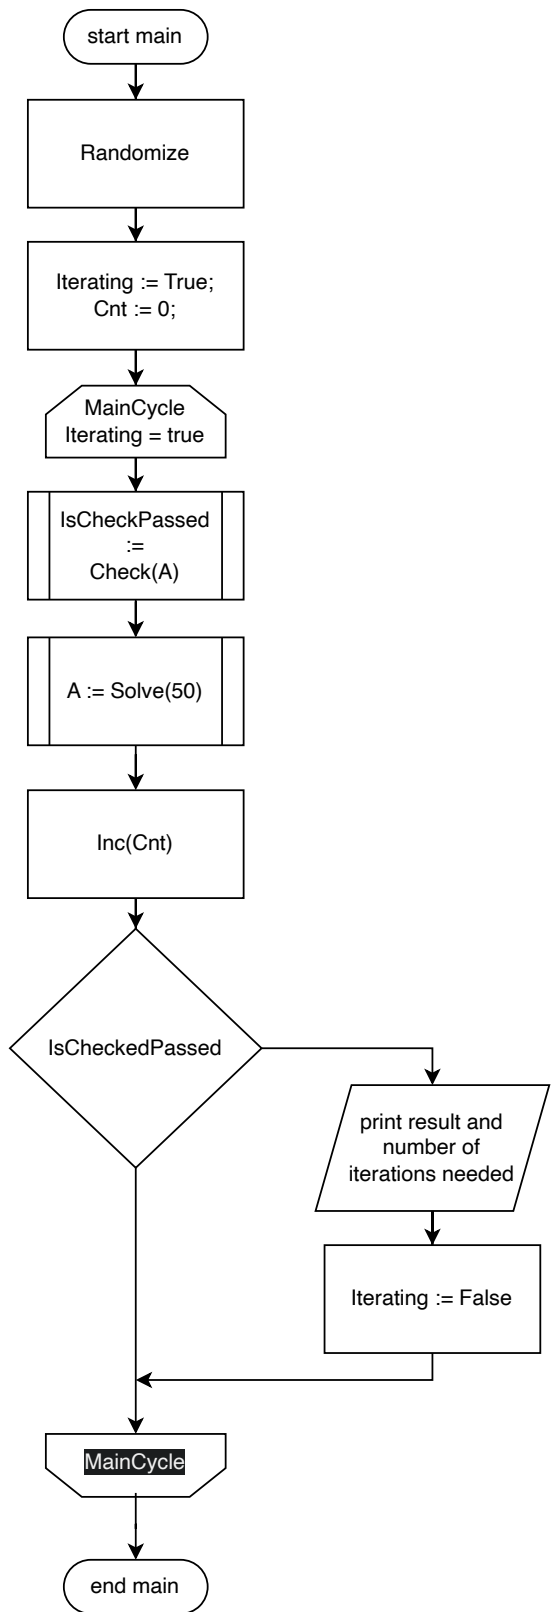 start main
Randomize
Iterating := True;
Cnt := 0;
MainCycle
Iterating = true
IsCheckPassed
:=
Check(A)
A := Solve(50)
Inc(Cnt)
IsCheckedPassed
print result and
number of
iterations needed
Iterating := False
MainCycle
end main